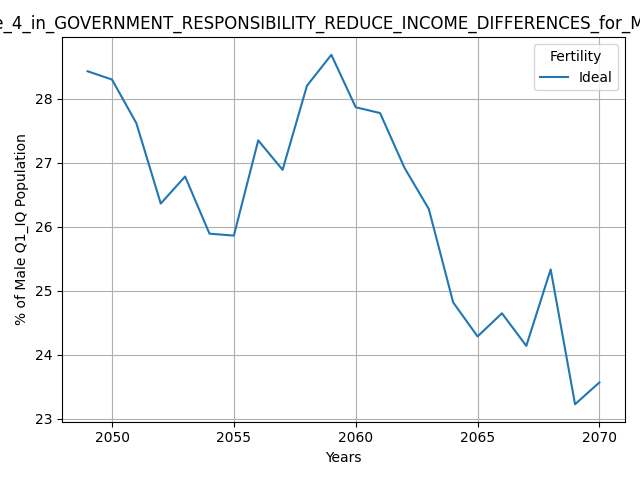 e_4_in_GOVERNMENT_RESPONSIBILITY_REDUCE_INCOME_DIFFERENCES_for_M
Fertility
Ideal
28
27
26
25
24
23
% of Male Q1_IQ Population
2050
2055
2060
2065
2070
Years